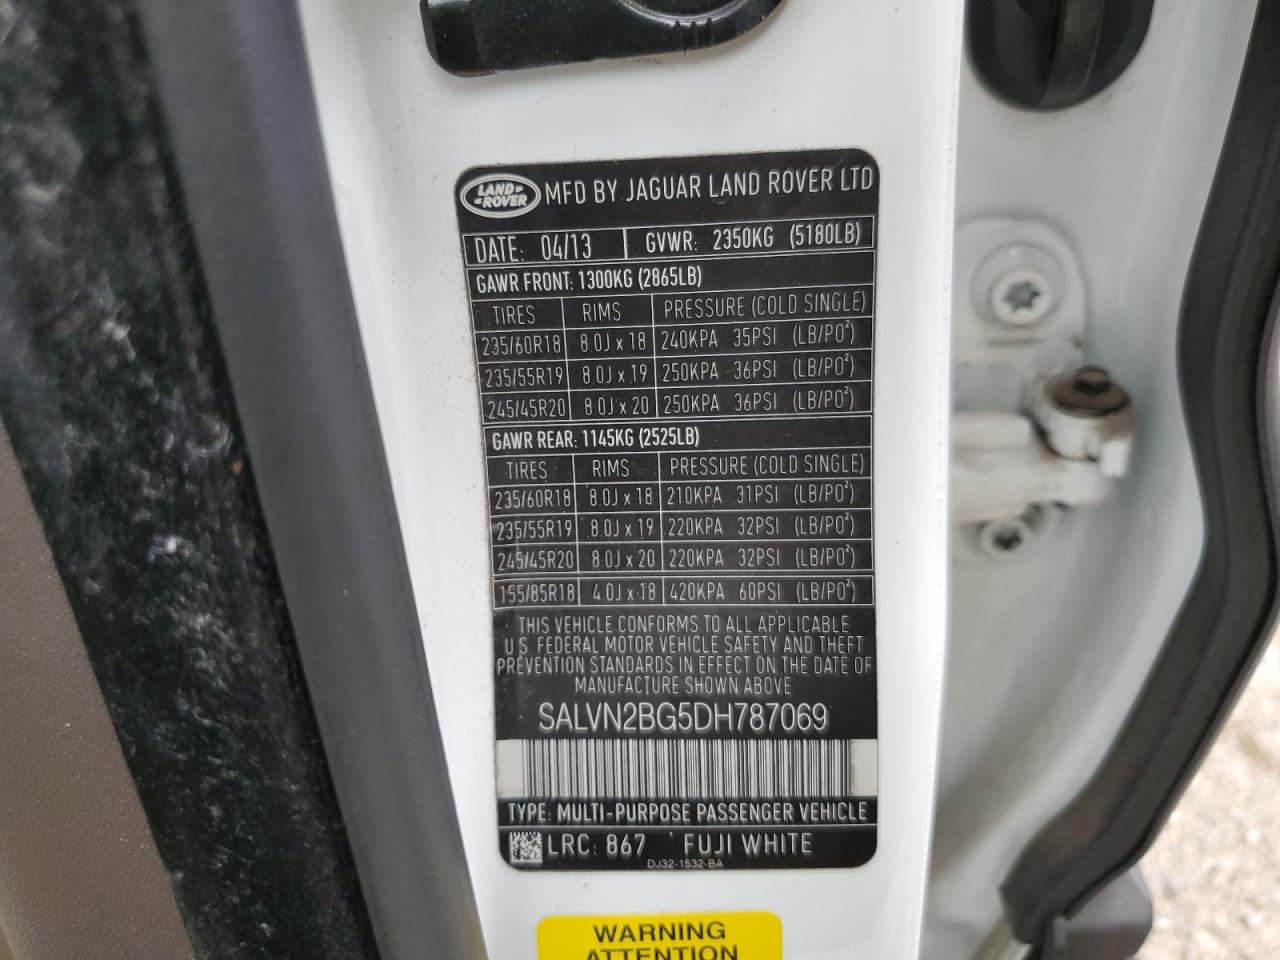 LAND ROVER MFD BY JAGUAR LAND ROVER LTD
DATE: 04/13 GVWR: 2350KG (5180LB)
GAWR FRONT: 1300KG (2865LB)
TIRES RIMS PRESSURE (COLD SINGLE)
235/60R18 8.0J x 18 240KPA 35PSI (LB/PO²)
235/55R19 8.0J x 19 250KPA 36PSI (LB/PO²)
245/45R20 8.0J x 20 250KPA 36PSI (LB/PO²)
GAWR REAR: 1145KG (2525LB)
TIRES RIMS PRESSURE (COLD SINGLE)
235/60R18 8.0J x 18 210KPA 31PSI (LB/PO²)
235/55R19 8.0J x 19 220KPA 32PSI (LB/PO²)
245/45R20 8.0J x 20 220KPA 32PSI (LB/PO²)
155/85R18 4.0J x 18 420KPA 60PSI (LB/PO²)
THIS VEHICLE CONFORMS TO ALL APPLICABLE
U.S. FEDERAL MOTOR VEHICLE SAFETY AND THEFT
PREVENTION STANDARDS IN EFFECT ON THE DATE OF
MANUFACTURE SHOWN ABOVE
SALVN2BG5DH787069
TYPE: MULTI-PURPOSE PASSENGER VEHICLE
LRC: 867 FUJI WHITE
DJ32-1532-BA
WARNING
ATTENTION